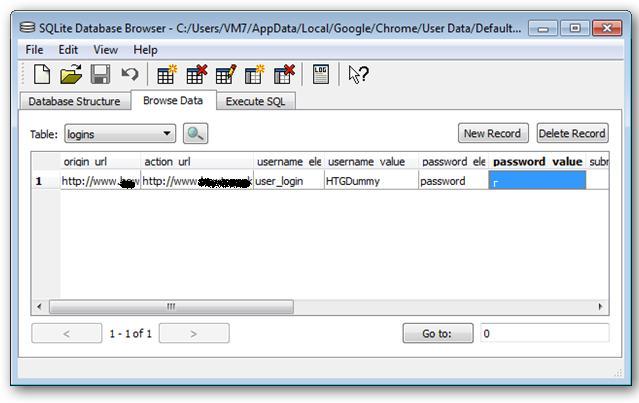 SQLite Database Browser - C:/Users/VM7/AppData/Local/Google/Chrome/User Data/Default...
File Edit View Help
LOG
Database Structure Browse Data Execute SQL
Table: logins New Record Delete Record
origin_url action_url username_ele username_value password_ele password_value subm
1 http://www. http://www. user_login HTGDummy password
< 1 - 1 of 1 > Go to: 0